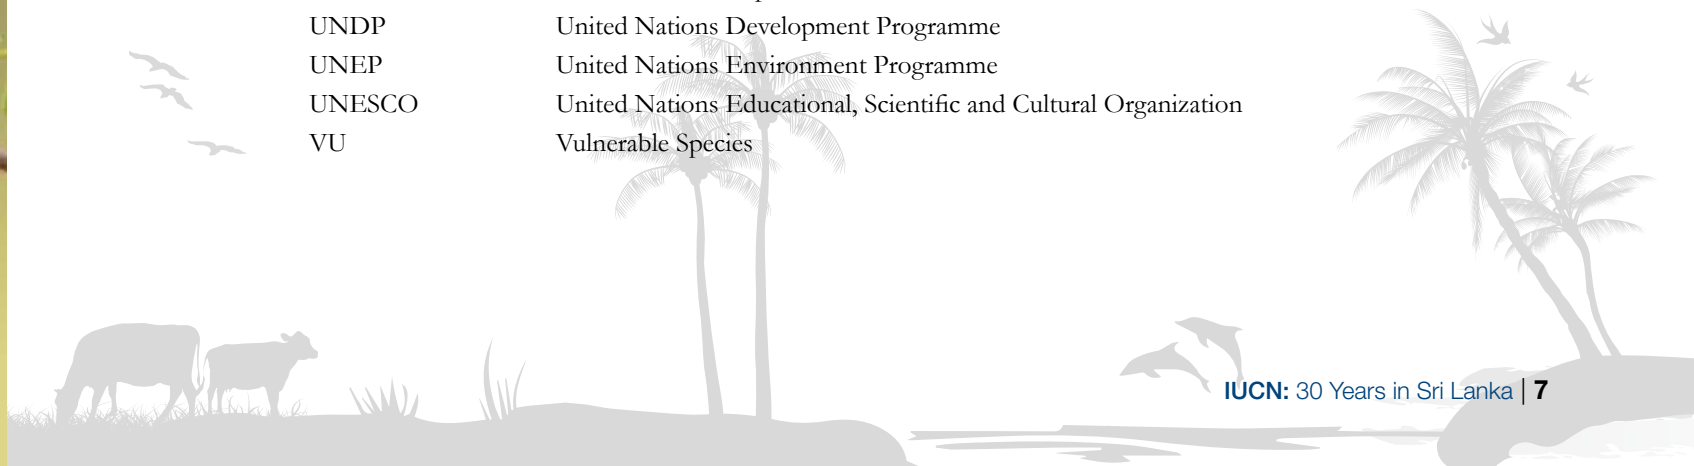 UNDP United Nations Development Programme
UNEP United Nations Environment Programme
UNESCO United Nations Educational, Scientific and Cultural Organization
VU Vulnerable Species
IUCN: 30 Years in Sri Lanka | 7